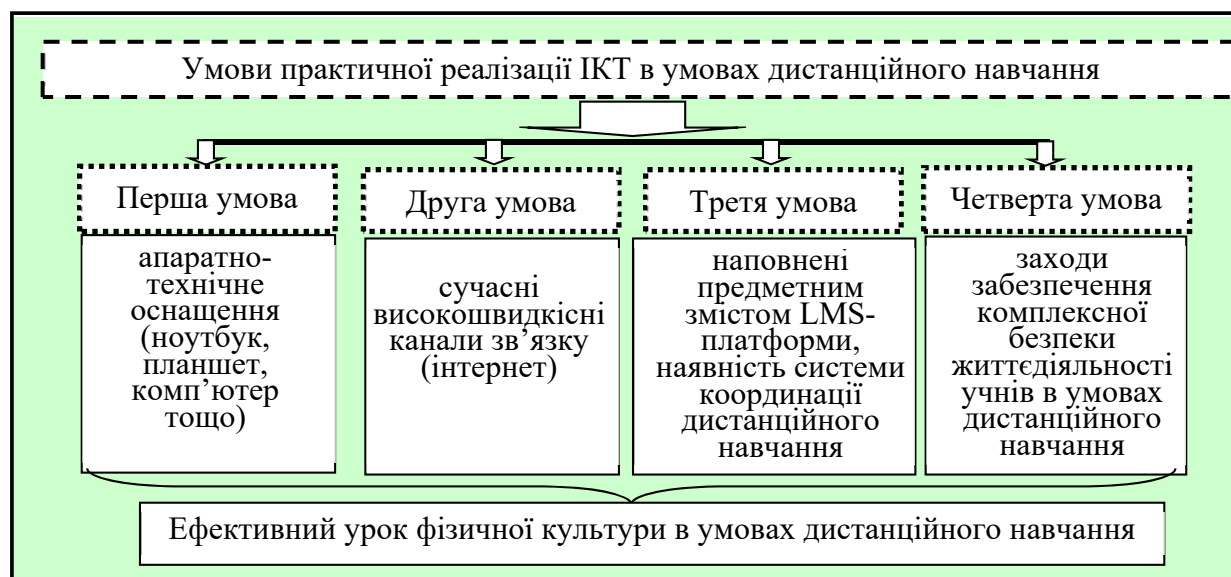 Умови практичної реалізації ІКТ в умовах дистанційного навчання
Перша умова
Друга умова
Третя умова
Четверта умова
апаратно-
технічне
оснащення
(ноутбук,
планшет,
комп’ютер
тощо)
сучасні
високошвидкісні
канали зв’язку
(інтернет)
наповнені
предметним
змістом LMS-
платформи,
наявність системи
координації
дистанційного
навчання
заходи
забезпечення
комплексної
безпеки
життєдіяльності
учнів в умовах
дистанційного
навчання
Ефективний урок фізичної культури в умовах дистанційного навчання